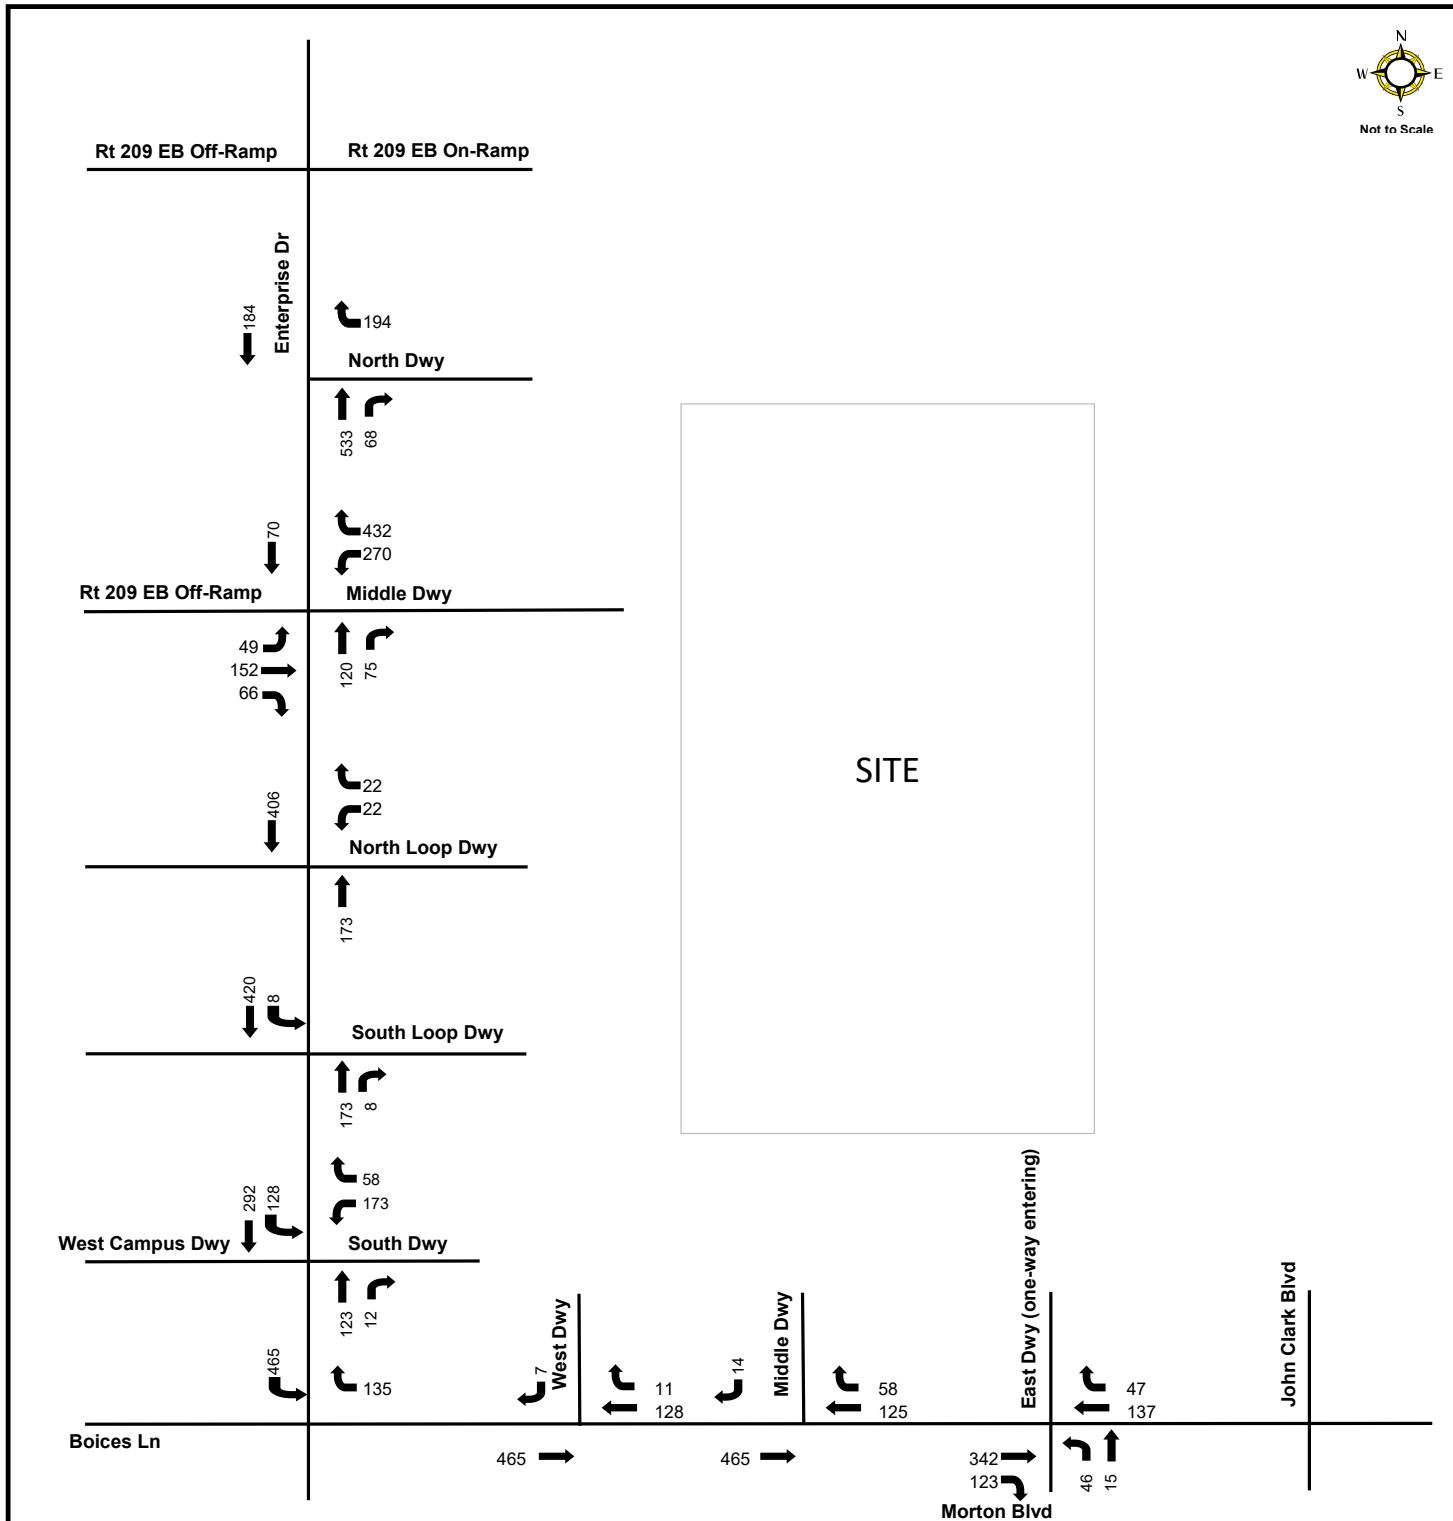 N
W E
S
Not to Scale
Rt 209 EB Off-Ramp
Rt 209 EB On-Ramp
Enterprise Dr
184
194
North Dwy
533
68
70
432
270
Rt 209 EB Off-Ramp
Middle Dwy
49
152
66
120
75
SITE
406
22
22
North Loop Dwy
173
420
8
South Loop Dwy
173
8
292
128
58
173
West Campus Dwy
South Dwy
123
12
465
135
Boices Ln
7
West Dwy
11
128
465
14
Middle Dwy
58
125
465
East Dwy (one-way entering)
47
137
342
123
46
15
Morton Blvd
John Clark Blvd